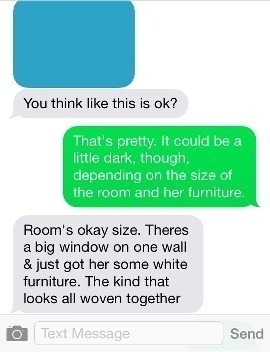 You think like this is ok?
That's pretty. It could be a
little dark, though,
depending on the size of
the room and her furniture.
Room's okay size. Theres
a big window on one wall
& just got her some white
furniture. The kind that
looks all woven together
Text Message
Send